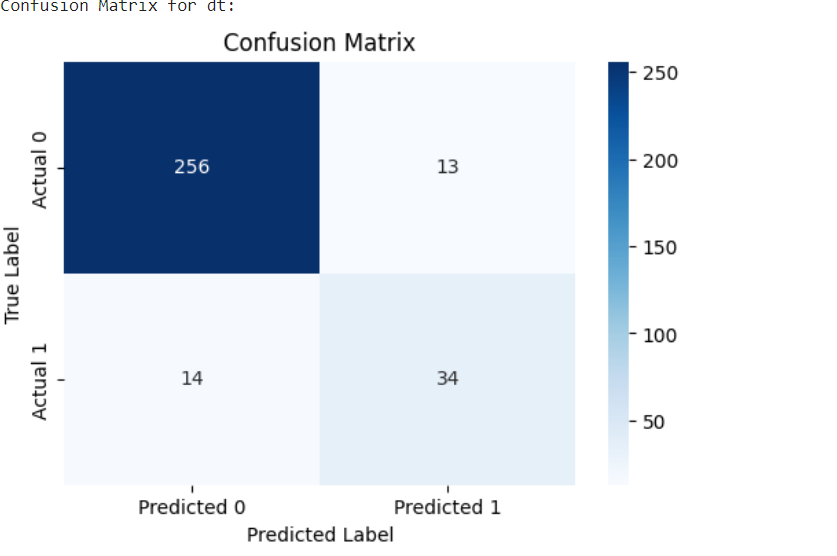 Confusion Matrix for dt:
Confusion Matrix
250
200
150
100
50
True Label
Actual 0
Actual 1
256
13
14
34
Predicted 0
Predicted 1
Predicted Label